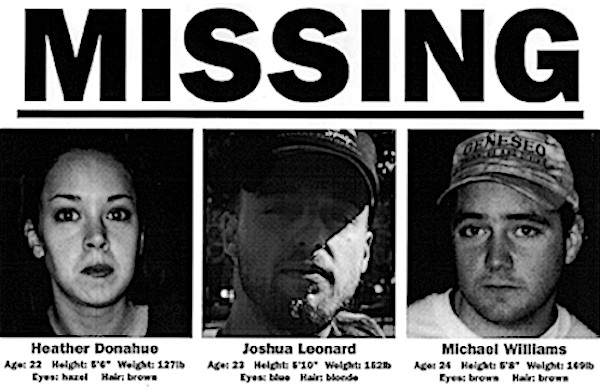 MISSING
GENESEO
Heather Donahue
Age: 22 Height: 5'6" Weight: 127lb
Eyes: hazel Hair: brown
Joshua Leonard
Age: 23 Height: 5'10" Weight: 152lb
Eyes: blue Hair: blonde
Michael Williams
Age: 24 Height: 5'8" Weight: 169lb
Eyes: brown Hair: brown